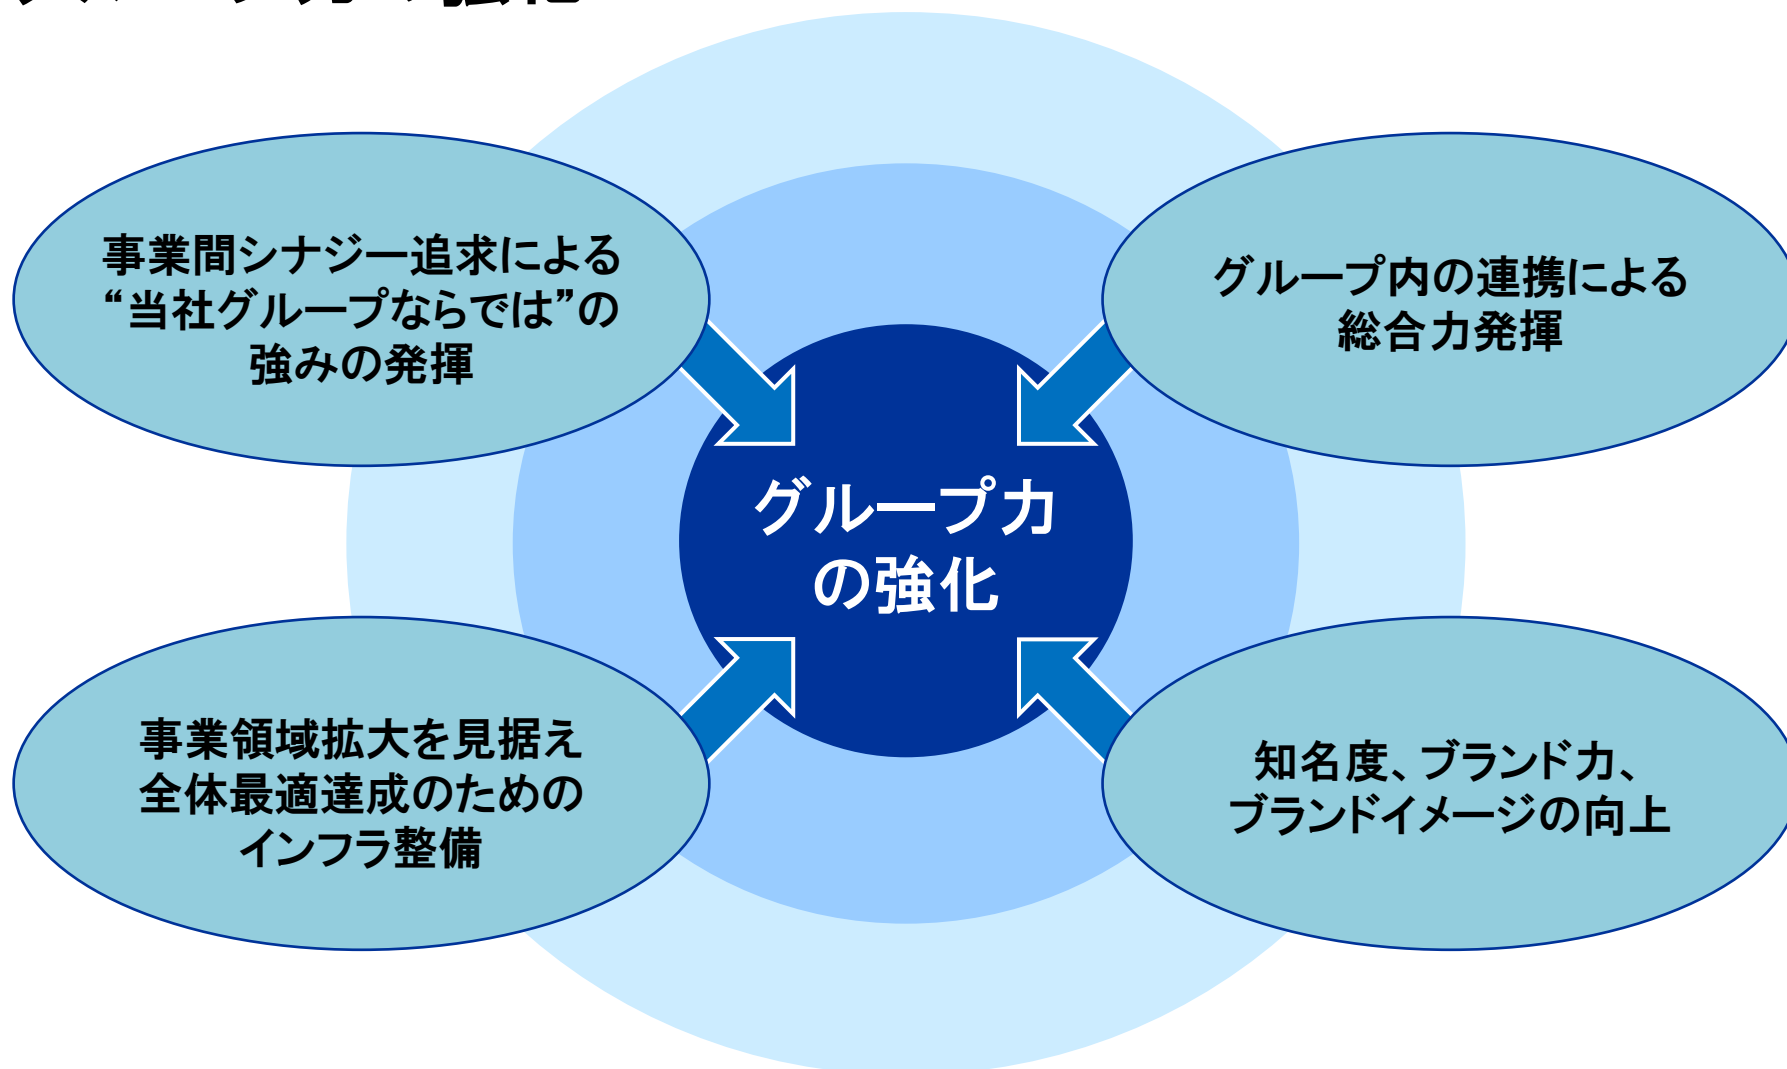 事業間シナジー追求による
“当社グループならでは”の
強みの発揮
グループ内の連携による
総合力発揮
グループ力
の強化
事業領域拡大を見据え
全体最適達成のための
インフラ整備
知名度、ブランド力、
ブランドイメージの向上